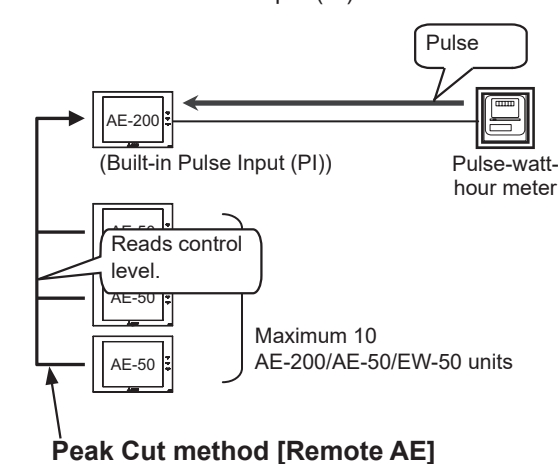 Pulse
AE-200
(Built-in Pulse Input (PI))
Pulse-watt-
hour meter
Reads control
level.
AE-50
AE-50
Maximum 10
AE-200/AE-50/EW-50 units
Peak Cut method [Remote AE]